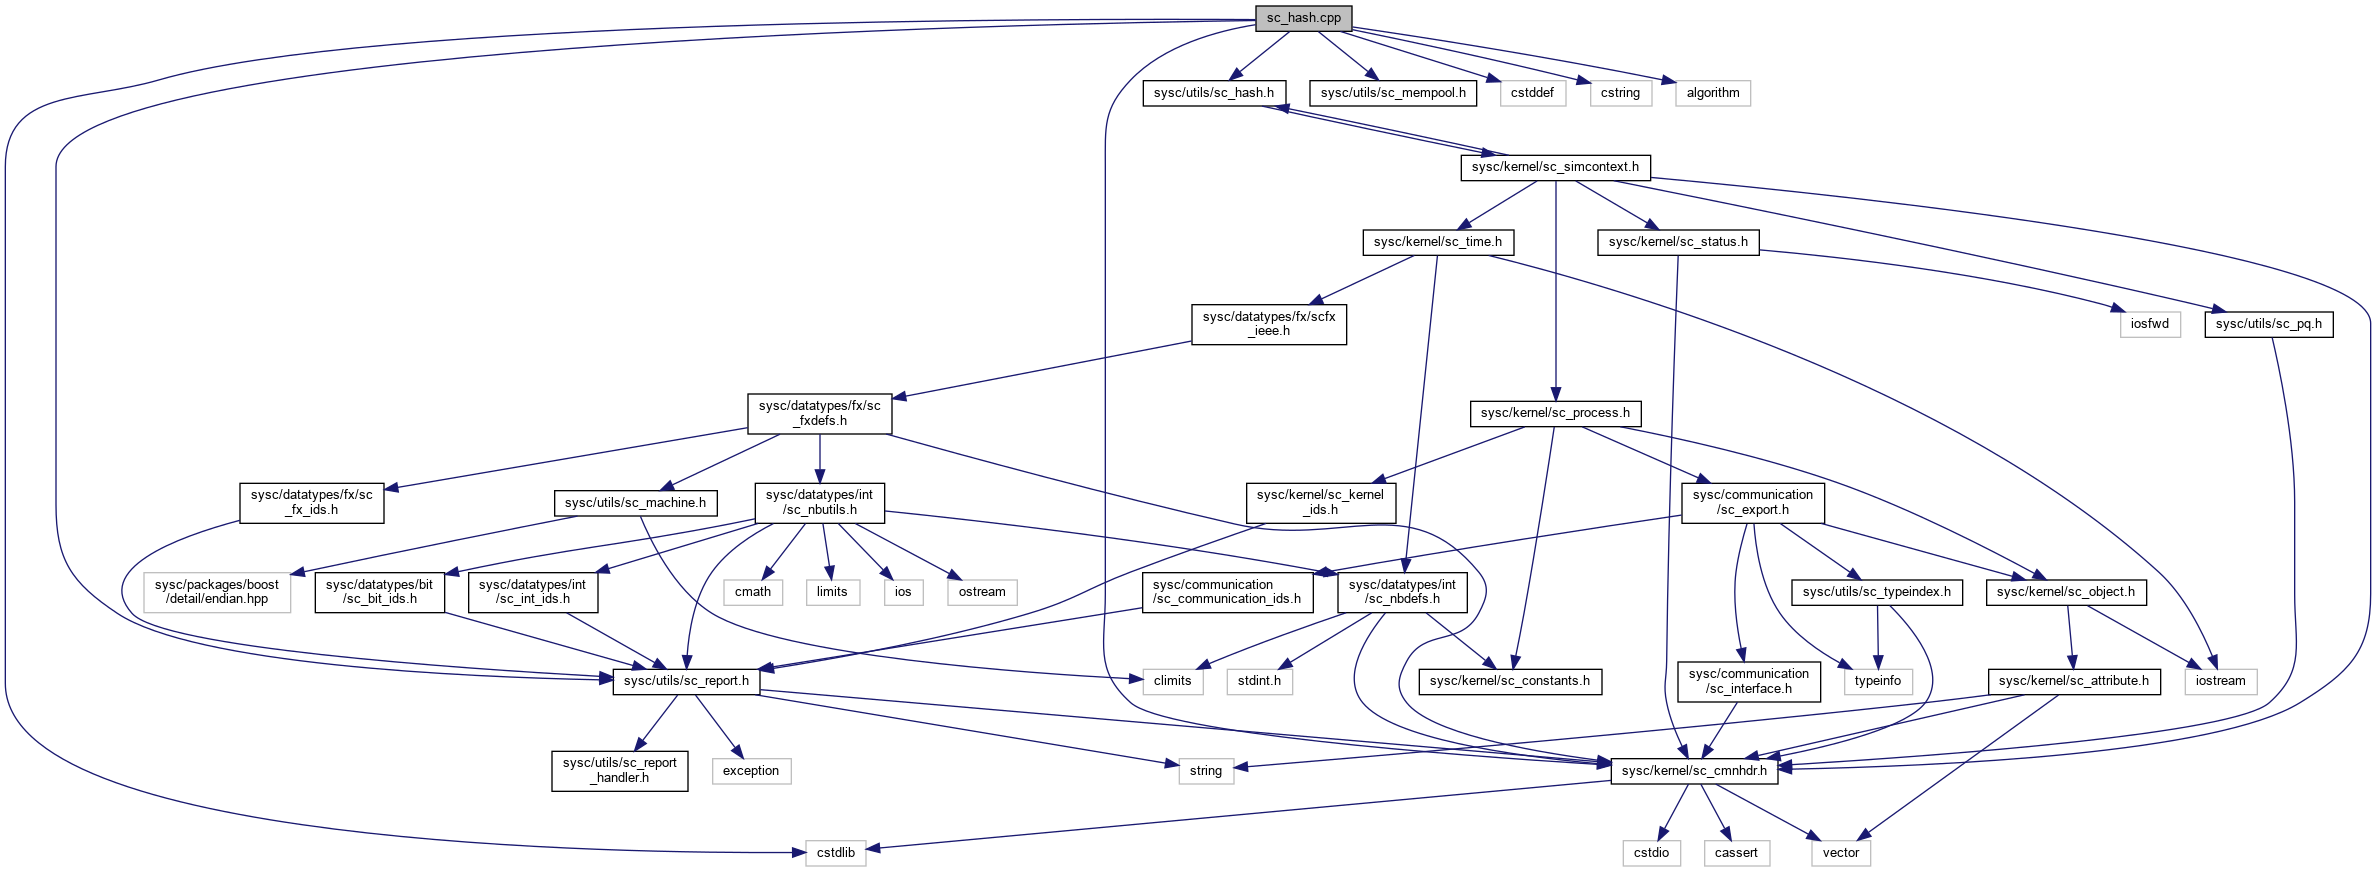 sc_hash.cpp
sysc/utils/sc_hash.h
sysc/utils/sc_mempool.h
cstddef
cstring
algorithm
sysc/kernel/sc_simcontext.h
sysc/kernel/sc_time.h
sysc/kernel/sc_status.h
sysc/datatypes/fx/scfx
_ieee.h
iosfwd
sysc/utils/sc_pq.h
sysc/datatypes/fx/sc
_fxdefs.h
sysc/kernel/sc_process.h
sysc/datatypes/fx/sc
_fx_ids.h
sysc/utils/sc_machine.h
sysc/datatypes/int
/sc_nbutils.h
sysc/kernel/sc_kernel
_ids.h
sysc/communication
/sc_export.h
sysc/packages/boost
/detail/endian.hpp
sysc/datatypes/bit
/sc_bit_ids.h
sysc/datatypes/int
/sc_int_ids.h
cmath
limits
ios
ostream
sysc/communication
/sc_communication_ids.h
sysc/datatypes/int
/sc_nbdefs.h
sysc/utils/sc_typeindex.h
sysc/kernel/sc_object.h
sysc/utils/sc_report.h
climits
stdint.h
sysc/kernel/sc_constants.h
sysc/communication
/sc_interface.h
typeinfo
sysc/kernel/sc_attribute.h
iostream
sysc/utils/sc_report
_handler.h
exception
string
sysc/kernel/sc_cmnhdr.h
cstdlib
cstdio
cassert
vector